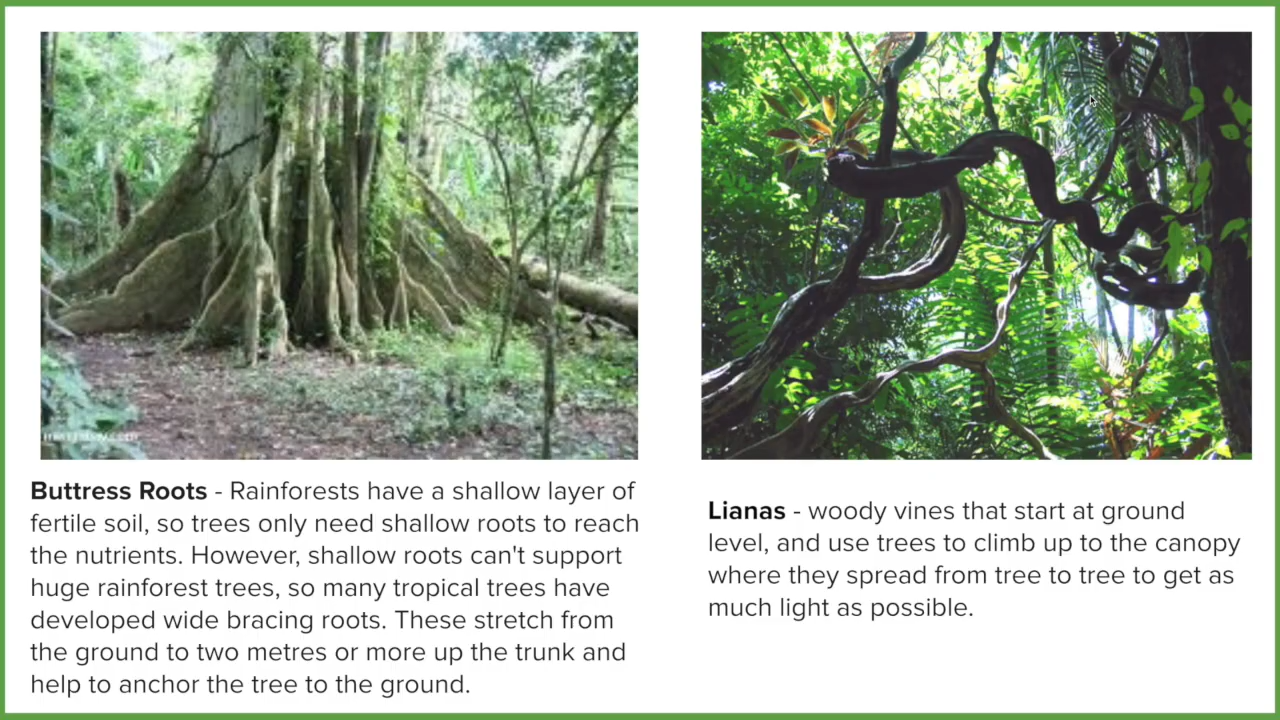 Buttress Roots - Rainforests have a shallow layer of
fertile soil, so trees only need shallow roots to reach
the nutrients. However, shallow roots can't support
huge rainforest trees, so many tropical trees have
developed wide bracing roots. These stretch from
the ground to two metres or more up the trunk and
help to anchor the tree to the ground.
Lianas - woody vines that start at ground
level, and use trees to climb up to the canopy
where they spread from tree to tree to get as
much light as possible.